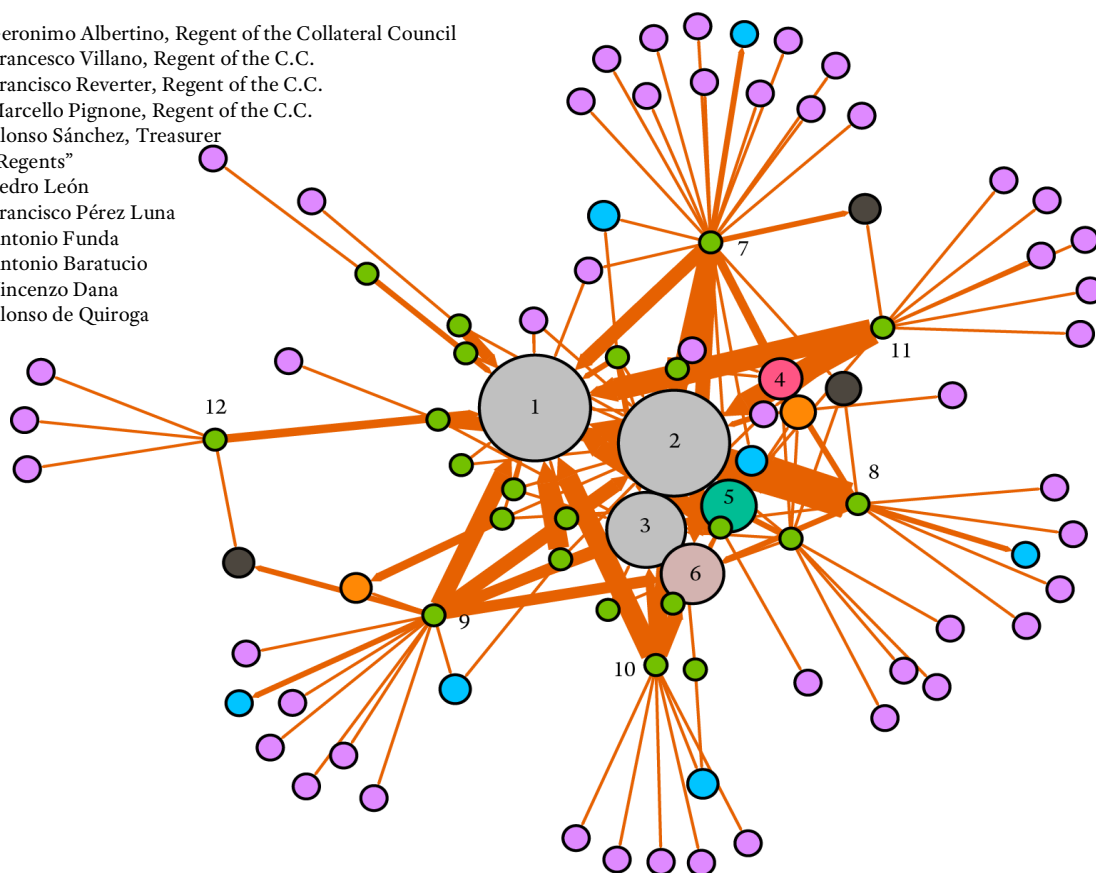 eronimo Albertino, Regent of the Collateral Council
rancesco Villano, Regent of the C.C.
rancisco Reverter, Regent of the C.C.
arcello Pignone, Regent of the C.C.
lonso Sánchez, Treasurer
Regents”
edro León
rancisco Pérez Luna
ntonio Funda
ntonio Baratucio
incenzo Dana
lonso de Quiroga
7
11
4
1
12
2
8
5
3
6
9
10